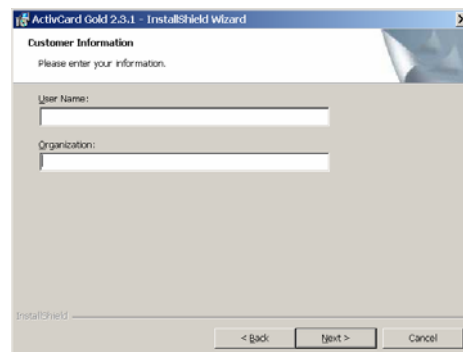 ActivCard Gold 2.3.1 - InstallShield Wizard
Customer Information
Please enter your information.
User Name:
Organization:
InstallShield
< Back
Next >
Cancel